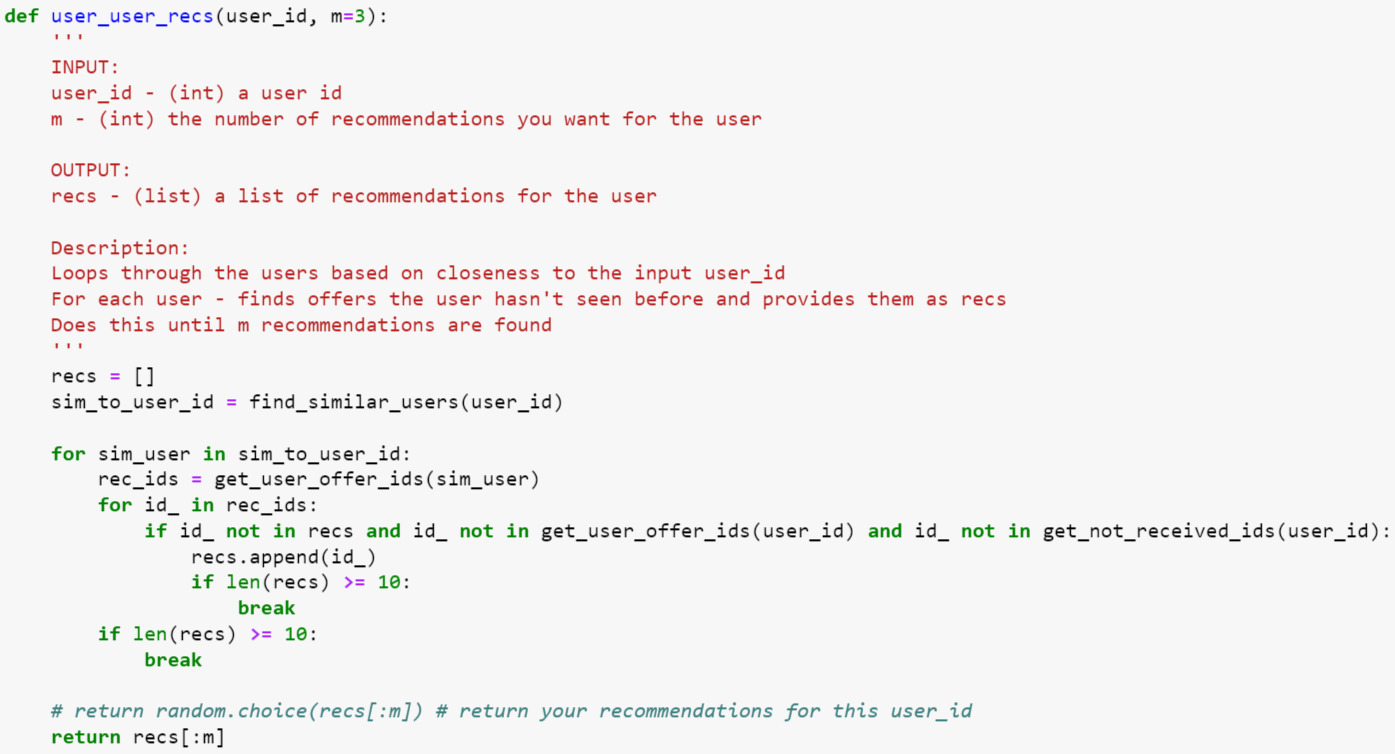 def user_user_recs(user_id, m=3):
    '''
    INPUT:
    user_id - (int) a user id
    m - (int) the number of recommendations you want for the user

    OUTPUT:
    recs - (list) a list of recommendations for the user

    Description:
    Loops through the users based on closeness to the input user_id
    For each user - finds offers the user hasn't seen before and provides them as recs
    Does this until m recommendations are found
    '''
    recs = []
    sim_to_user_id = find_similar_users(user_id)

    for sim_user in sim_to_user_id:
        rec_ids = get_user_offer_ids(sim_user)
        for id_ in rec_ids:
            if id_ not in recs and id_ not in get_user_offer_ids(user_id) and id_ not in get_not_received_ids(user_id):
                recs.append(id_)
                if len(recs) >= 10:
                    break
        if len(recs) >= 10:
            break

    # return random.choice(recs[:m]) # return your recommendations for this user_id
    return recs[:m]